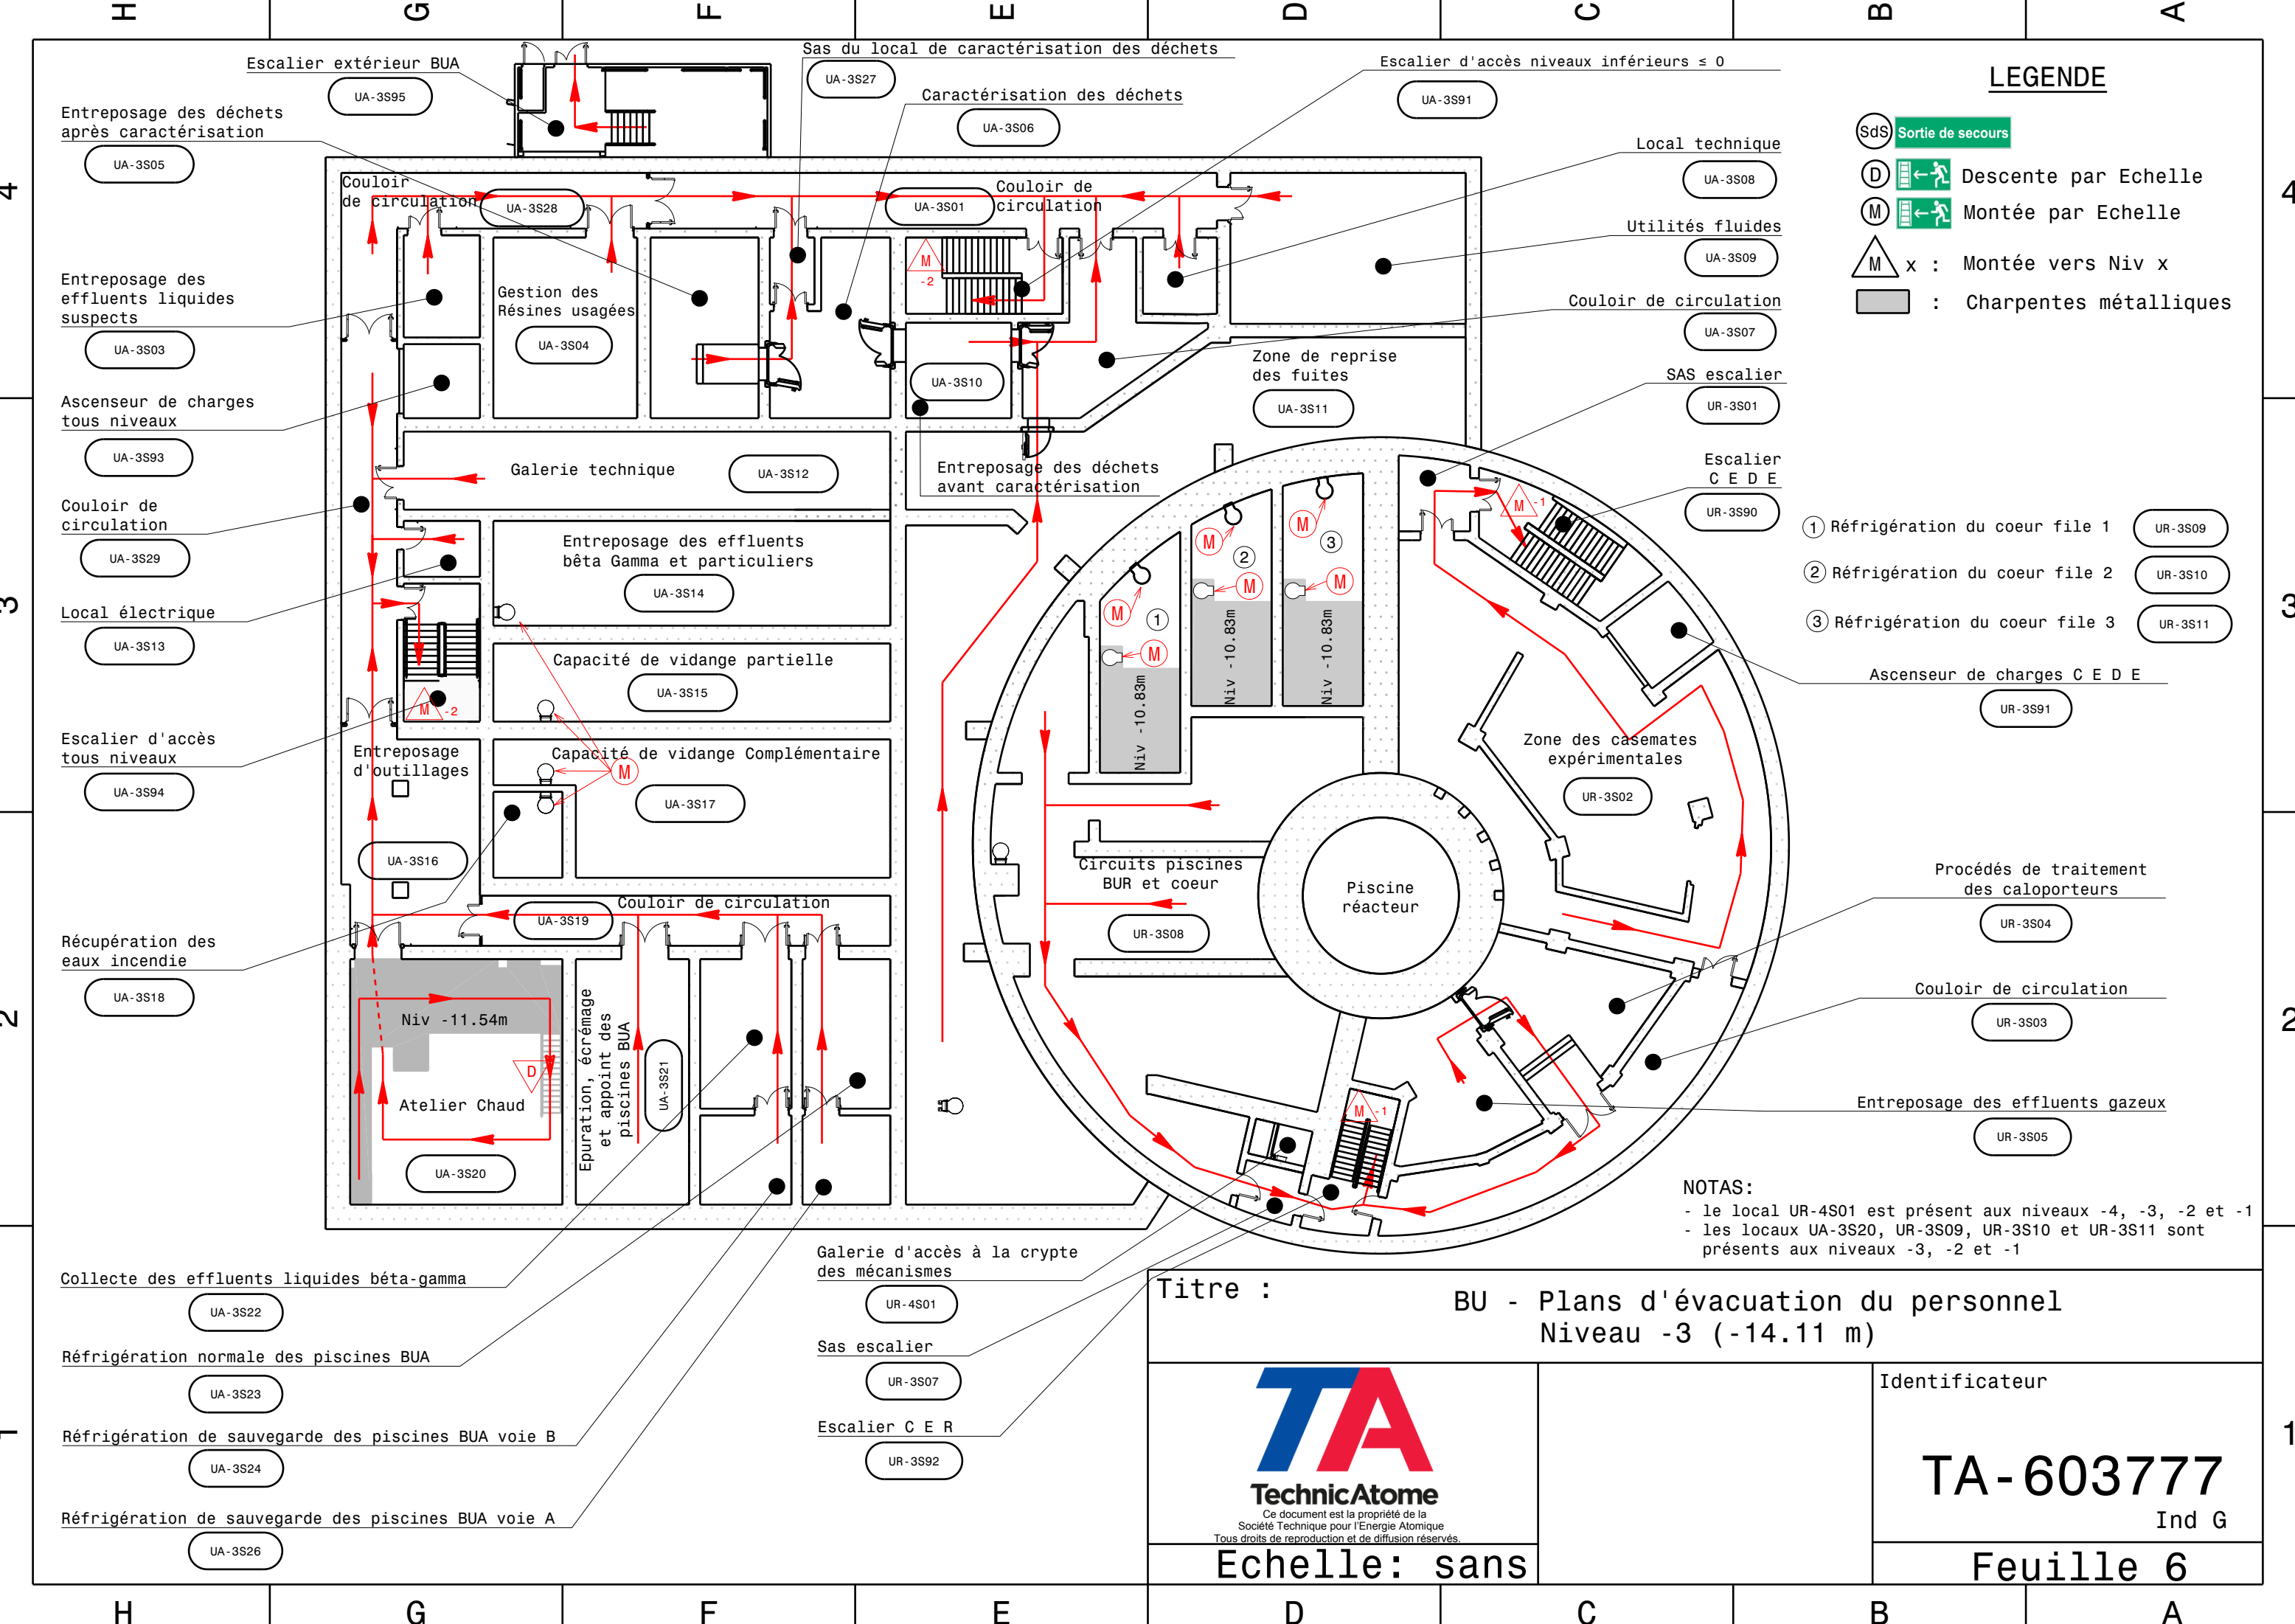 H G F E D C B A
Escalier extérieur BUA
UA-3S95
Sas du local de caractérisation des déchets
UA-3S27
Caractérisation des déchets
UA-3S06
Escalier d'accès niveaux inférieurs ≤ 0
UA-3S91
LEGENDE
SdS Sortie de secours
D Descente par Echelle
M Montée par Echelle
M x : Montée vers Niv x
: Charpentes métalliques
Entreposage des déchets
après caractérisation
UA-3S05
Local technique
UA-3S08
4
4
Couloir
de circulation
UA-3S28
UA-3S01
Couloir de
circulation
Utilités fluides
UA-3S09
Entreposage des
effluents liquides
suspects
UA-3S03
Gestion des
Résines usagées
UA-3S04
M
-2
Couloir de circulation
UA-3S07
UA-3S10
Zone de reprise
des fuites
UA-3S11
SAS escalier
UR-3S01
Ascenseur de charges
tous niveaux
UA-3S93
Galerie technique
UA-3S12
Entreposage des déchets
avant caractérisation
Escalier
C E D E
UR-3S90
Couloir de
circulation
UA-3S29
Entreposage des effluents
bêta Gamma et particuliers
UA-3S14
M
M
2
3
M
M
M -1
1 Réfrigération du coeur file 1 UR-3S09
2 Réfrigération du coeur file 2 UR-3S10
3 Réfrigération du coeur file 3 UR-3S11
3
3
Local électrique
UA-3S13
M
1
M
Niv -10.83m
Niv -10.83m
Niv -10.83m
Capacité de vidange partielle
UA-3S15
M -2
Ascenseur de charges C E D E
UR-3S91
Escalier d'accès
tous niveaux
UA-3S94
Entreposage
d'outillages
UA-3S16
Capacité de vidange Complémentaire
M
UA-3S17
Zone des casemates
expérimentales
UR-3S02
Circuits piscines
BUR et coeur
UR-3S08
Piscine
réacteur
Procédés de traitement
des caloporteurs
UR-3S04
Récupération des
eaux incendie
UA-3S18
UA-3S19
Couloir de circulation
Couloir de circulation
UR-3S03
2
2
Niv -11.54m
D
Atelier Chaud
UA-3S20
Epuration, écrémage
et appoint des
piscines BUA
UA-3S21
M -1
Entreposage des effluents gazeux
UR-3S05
NOTAS:
- le local UR-4S01 est présent aux niveaux -4, -3, -2 et -1
- les locaux UA-3S20, UR-3S09, UR-3S10 et UR-3S11 sont
présents aux niveaux -3, -2 et -1
Collecte des effluents liquides béta-gamma
UA-3S22
Réfrigération normale des piscines BUA
UA-3S23
Réfrigération de sauvegarde des piscines BUA voie B
UA-3S24
Réfrigération de sauvegarde des piscines BUA voie A
UA-3S26
Galerie d'accès à la crypte
des mécanismes
UR-4S01
Sas escalier
UR-3S07
Escalier C E R
UR-3S92
Titre :
BU - Plans d'évacuation du personnel
Niveau -3 (-14.11 m)
TA
TechnicAtome
Ce document est la propriété de la
Société Technique pour l'Energie Atomique
Tous droits de reproduction et de diffusion réservés.
Echelle: sans
Identificateur
TA-603777
Ind G
Feuille 6
1
1
H G F E D C B A